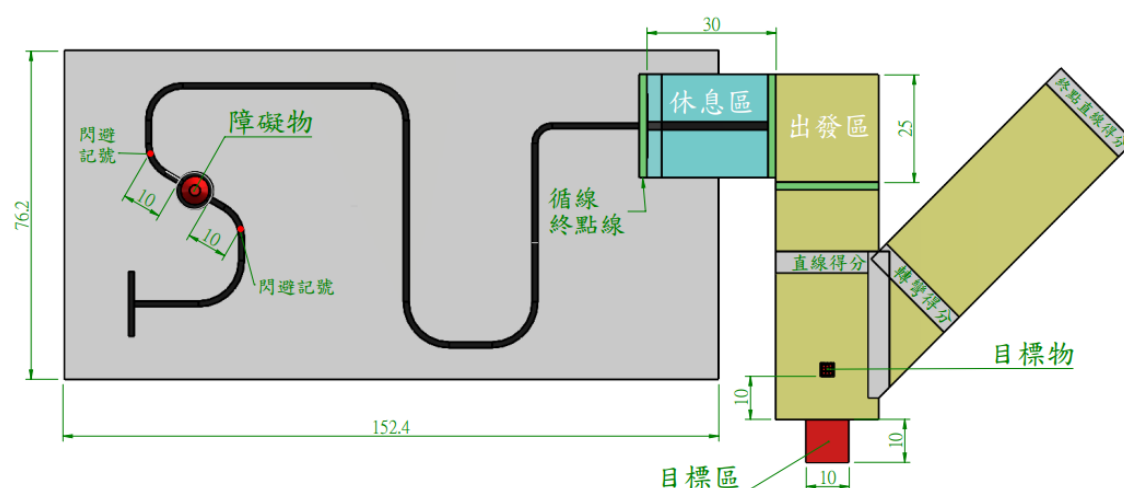 30
休息區
出發區
終點直線得分
障礙物
閃避
記號
10
10
25
76.2
循線
終點線
閃避記號
直線得分
轉彎得分
目標物
10
152.4
10
目標區
10